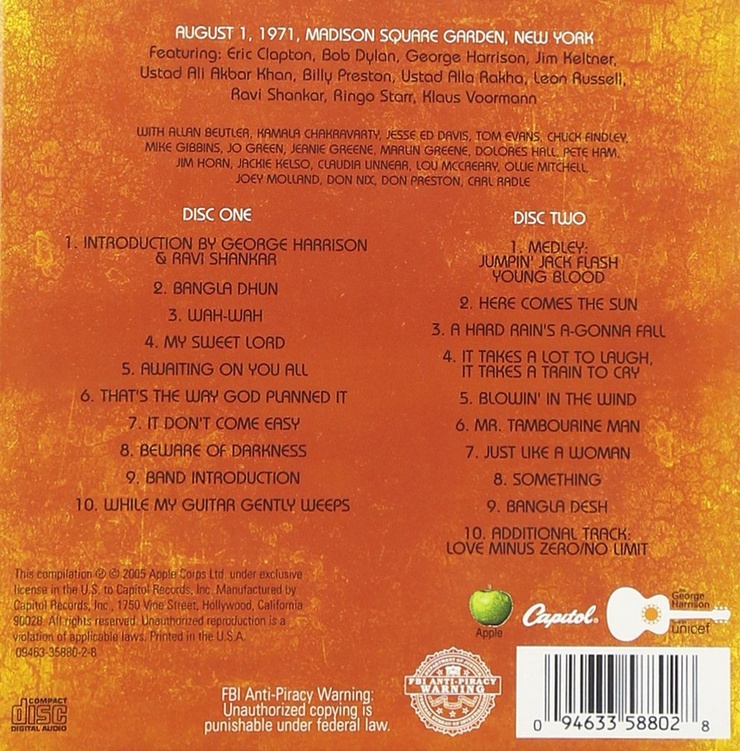 AUGUST 1, 1971, MADISON SQUARE GARDEN, NEW YORK
Featuring: Eric Clapton, Bob Dylan, George Harrison, Jim Keltner,
Ustad Ali Akbar Khan, Billy Preston, Ustad Alla Rakha, Leon Russell,
Ravi Shankar, Ringo Starr, Klaus Voormann
WITH ALLAN BEUTLER, KAMALA CHAKRAVARTY, JESSE ED DAVIS, TOM EVANS, CHUCK FINDLEY,
MIKE GIBBINS, JO GREEN, JEANIE GREENE, MARLIN GREENE, DOLORES HALL, PETE HAM,
JIM HORN, JACKIE KELSO, CLAUDIA LINNEAR, LOU MCCREARY, OLLIE MITCHELL,
JOEY MOLLAND, DON NIX, DON PRESTON, CARL RADLE
DISC ONE
1. INTRODUCTION BY GEORGE HARRISON
& RAVI SHANKAR
2. BANGLA DHUN
3. WAH-WAH
4. MY SWEET LORD
5. AWAITING ON YOU ALL
6. THAT'S THE WAY GOD PLANNED IT
7. IT DON'T COME EASY
8. BEWARE OF DARKNESS
9. BAND INTRODUCTION
10. WHILE MY GUITAR GENTLY WEEPS
DISC TWO
1. MEDLEY:
JUMPIN' JACK FLASH
YOUNG BLOOD
2. HERE COMES THE SUN
3. A HARD RAIN'S A-GONNA FALL
4. IT TAKES A LOT TO LAUGH,
IT TAKES A TRAIN TO CRY
5. BLOWIN' IN THE WIND
6. MR. TAMBOURINE MAN
7. JUST LIKE A WOMAN
8. SOMETHING
9. BANGLA DESH
10. ADDITIONAL TRACK:
LOVE MINUS ZERO/NO LIMIT
This compilation ℗ © 2005 Apple Corps Ltd. under exclusive
license in the U.S. to Capitol Records, Inc. Manufactured by
Capitol Records, Inc., 1750 Vine Street, Hollywood, California
90028. All rights reserved. Unauthorized reproduction is a
violation of applicable laws. Printed in the U.S.A.
09463-35880-2-8
Apple
Capitol®
George
Harrison
unicef
COMPACT
disc
DIGITAL AUDIO
FBI Anti-Piracy Warning:
Unauthorized copying is
punishable under federal law.
FBI ANTI-PIRACY
WARNING
0 94633 58802 8